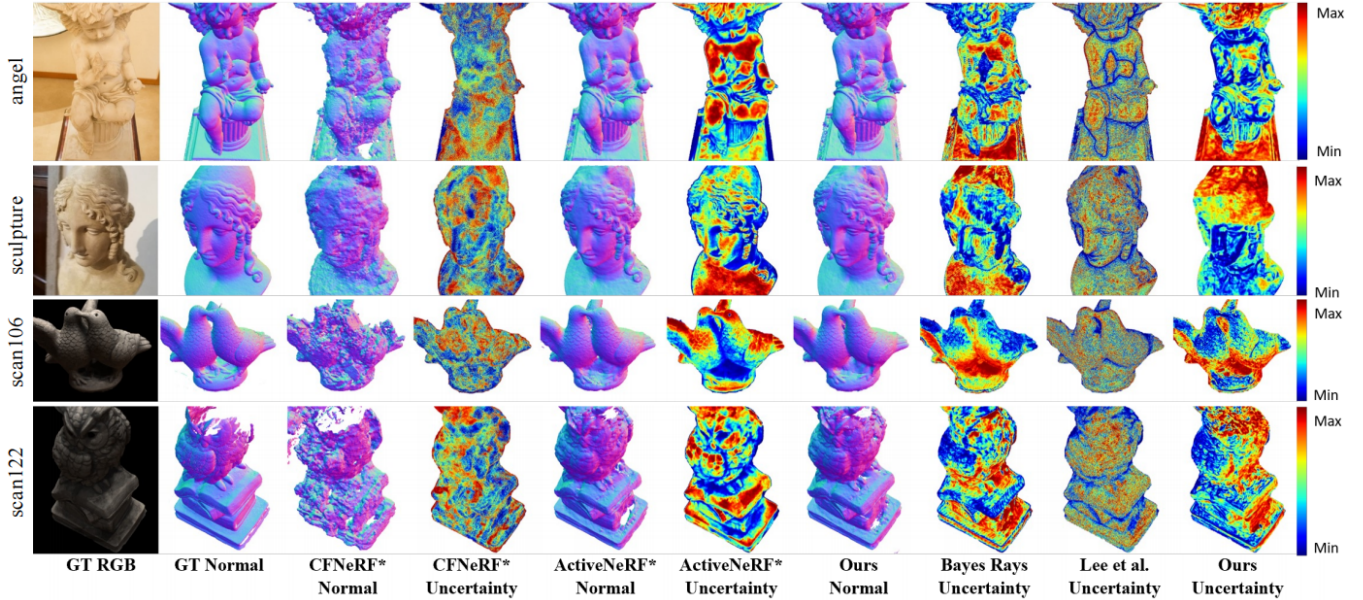 angel
Max
Min
sculpture
Max
Min
scan106
Max
Min
scan122
Max
Min
GT RGB
GT Normal
CFNeRF*
Normal
CFNeRF*
Uncertainty
ActiveNeRF*
Normal
ActiveNeRF*
Uncertainty
Ours
Normal
Bayes Rays
Uncertainty
Lee et al.
Uncertainty
Ours
Uncertainty